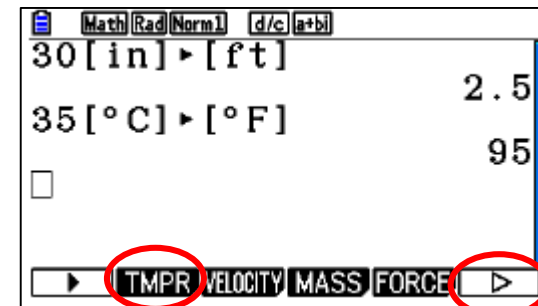 Math Rad Norm1 d/c a+bi
30[in]▸[ft]
2.5
35[°C]▸[°F]
95
▶ TMPR VELOCITY MASS FORCE ▷